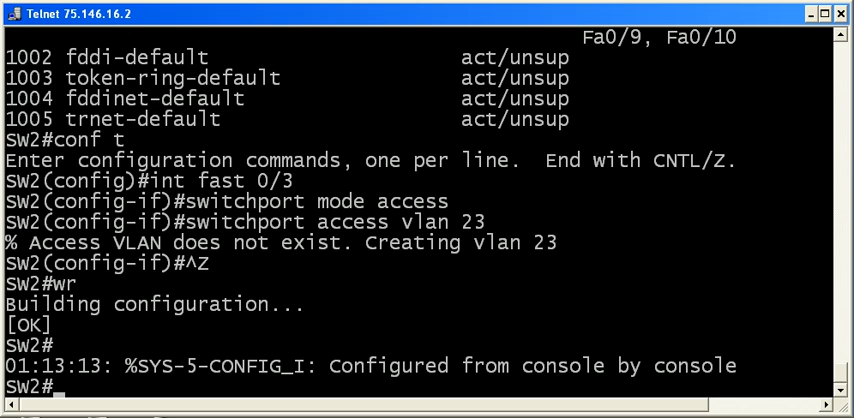 Telnet 75.146.16.2
Fa0/9, Fa0/10
1002 fddi-default act/unsup
1003 token-ring-default act/unsup
1004 fddinet-default act/unsup
1005 trnet-default act/unsup
SW2#conf t
Enter configuration commands, one per line.  End with CNTL/Z.
SW2(config)#int fast 0/3
SW2(config-if)#switchport mode access
SW2(config-if)#switchport access vlan 23
% Access VLAN does not exist. Creating vlan 23
SW2(config-if)#^Z
SW2#wr
Building configuration...
[OK]
SW2#
01:13:13: %SYS-5-CONFIG_I: Configured from console by console
SW2#